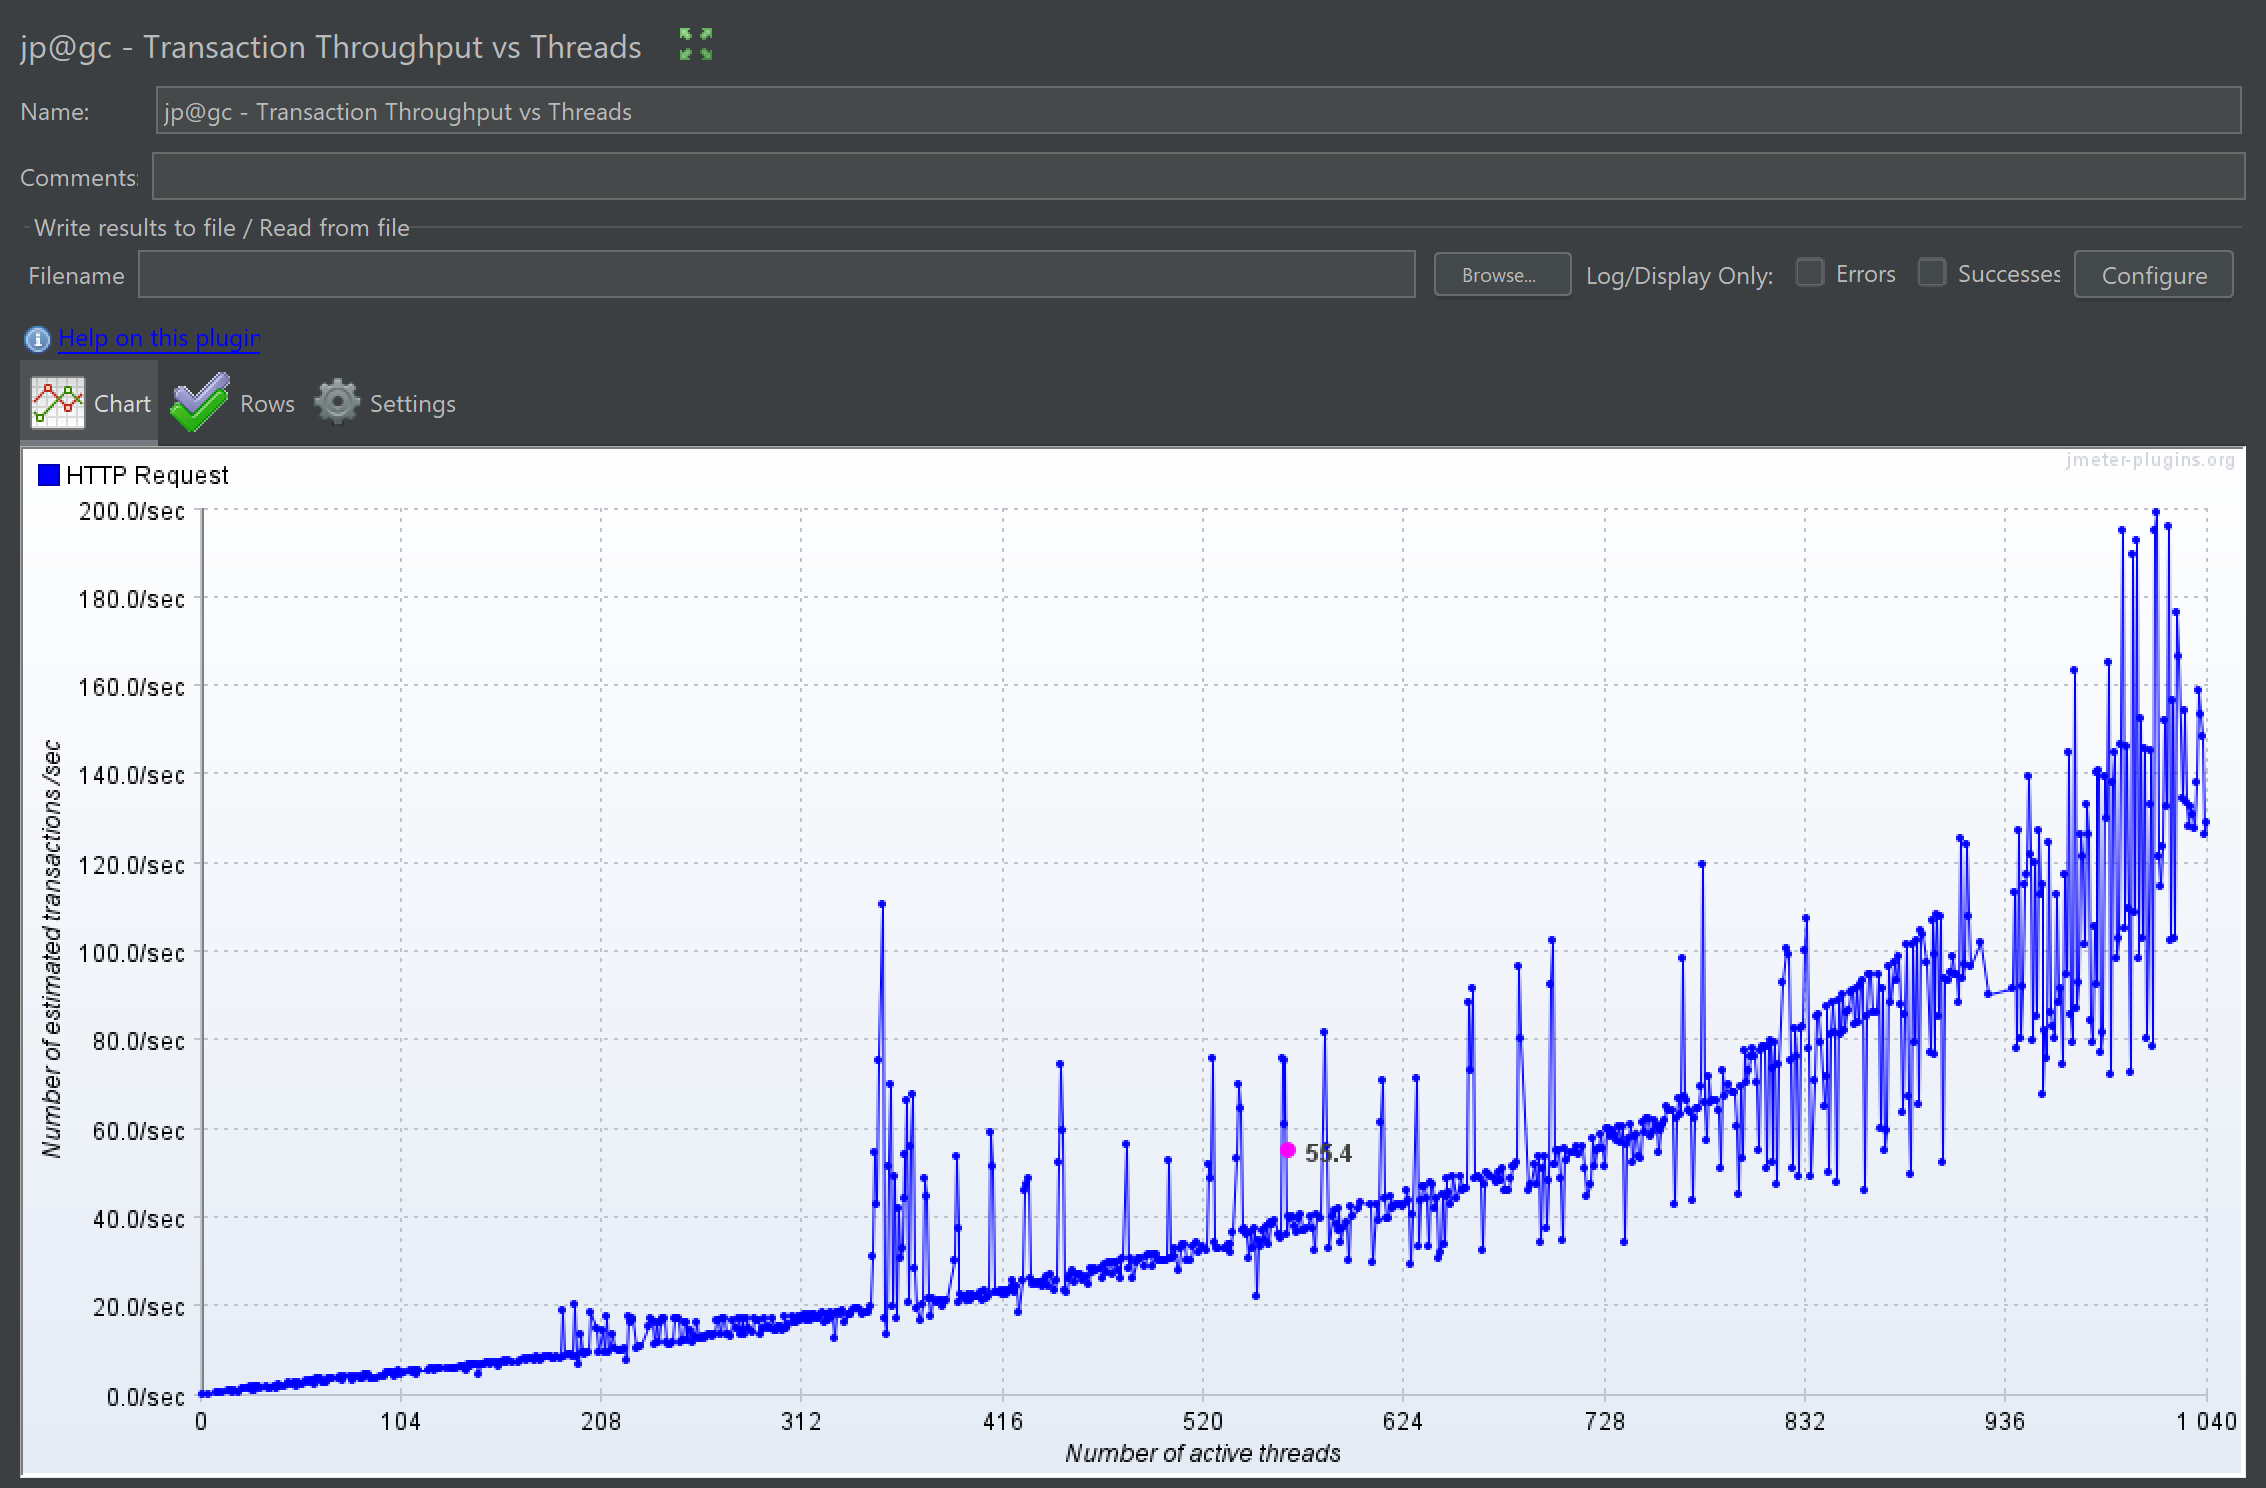 jp@gc - Transaction Throughput vs Threads
Name: jp@gc - Transaction Throughput vs Threads
Comments:
Write results to file / Read from file
Filename Browse... Log/Display Only: Errors Successes Configure
Help on this plugin
Chart Rows Settings
jmeter-plugins.org
HTTP Request
200.0/sec
180.0/sec
160.0/sec
140.0/sec
120.0/sec
100.0/sec
80.0/sec
60.0/sec
40.0/sec
20.0/sec
0.0/sec
Number of estimated transactions /sec
55.4
0 104 208 312 416 520 624 728 832 936 1 040
Number of active threads